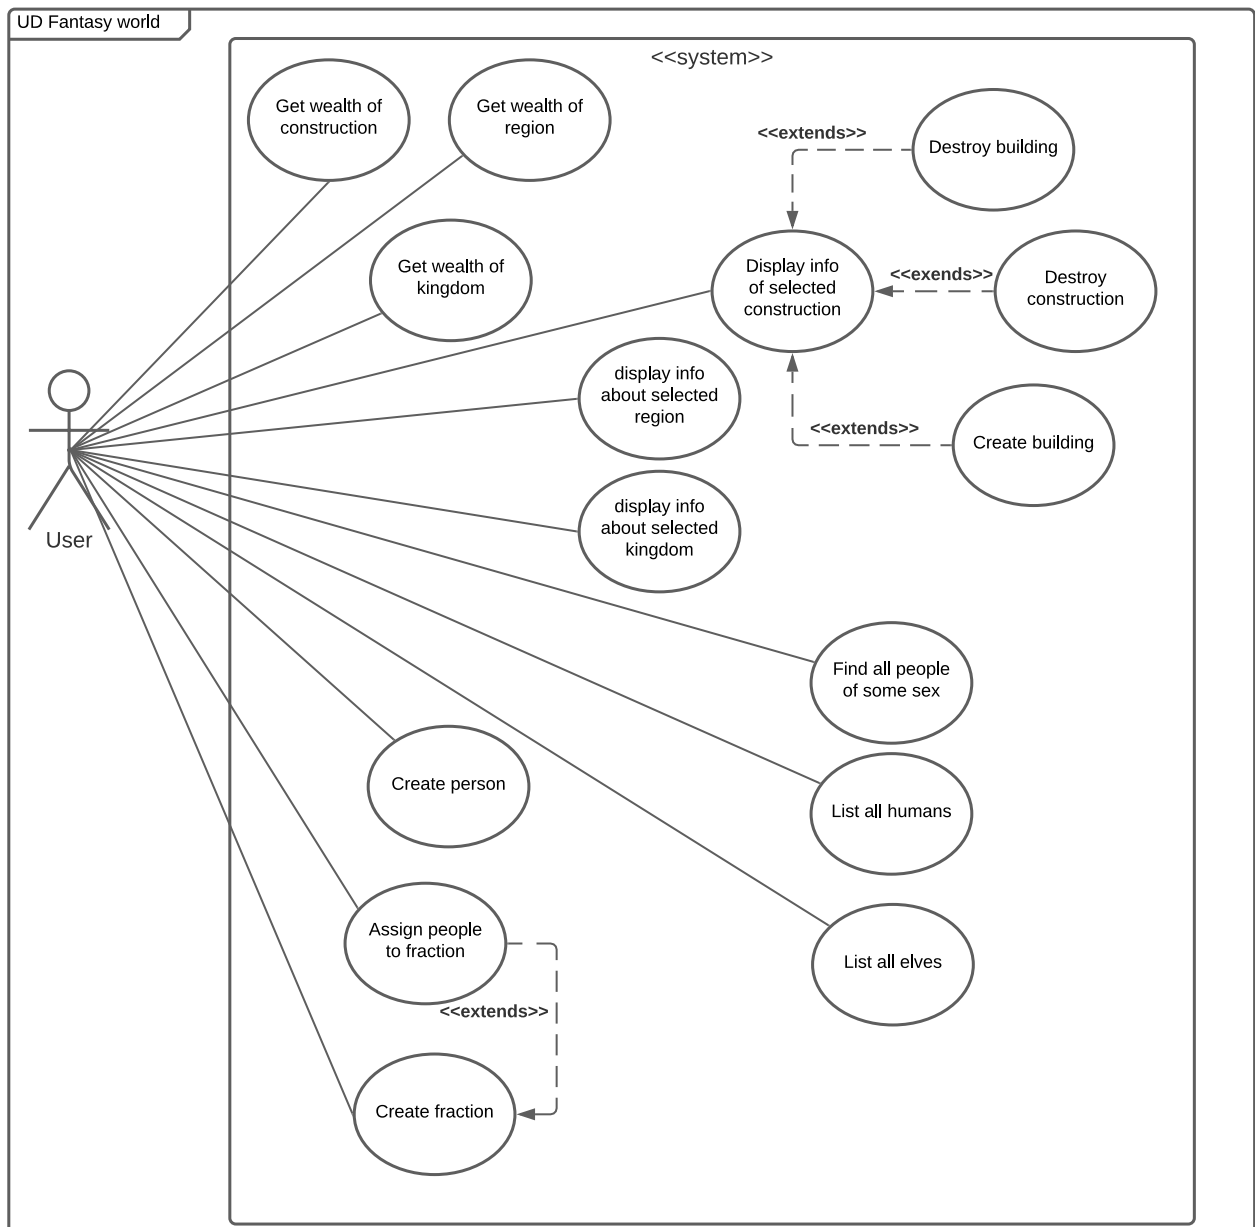 UD Fantasy world
<<system>>
Get wealth of
construction
Get wealth of
region
<<extends>>
Destroy building
Get wealth of
kingdom
Display info
of selected
construction
<<exends>>
Destroy
construction
display info
about selected
region
<<extends>>
Create building
User
display info
about selected
kingdom
Find all people
of some sex
Create person
List all humans
Assign people
to fraction
List all elves
<<extends>>
Create fraction